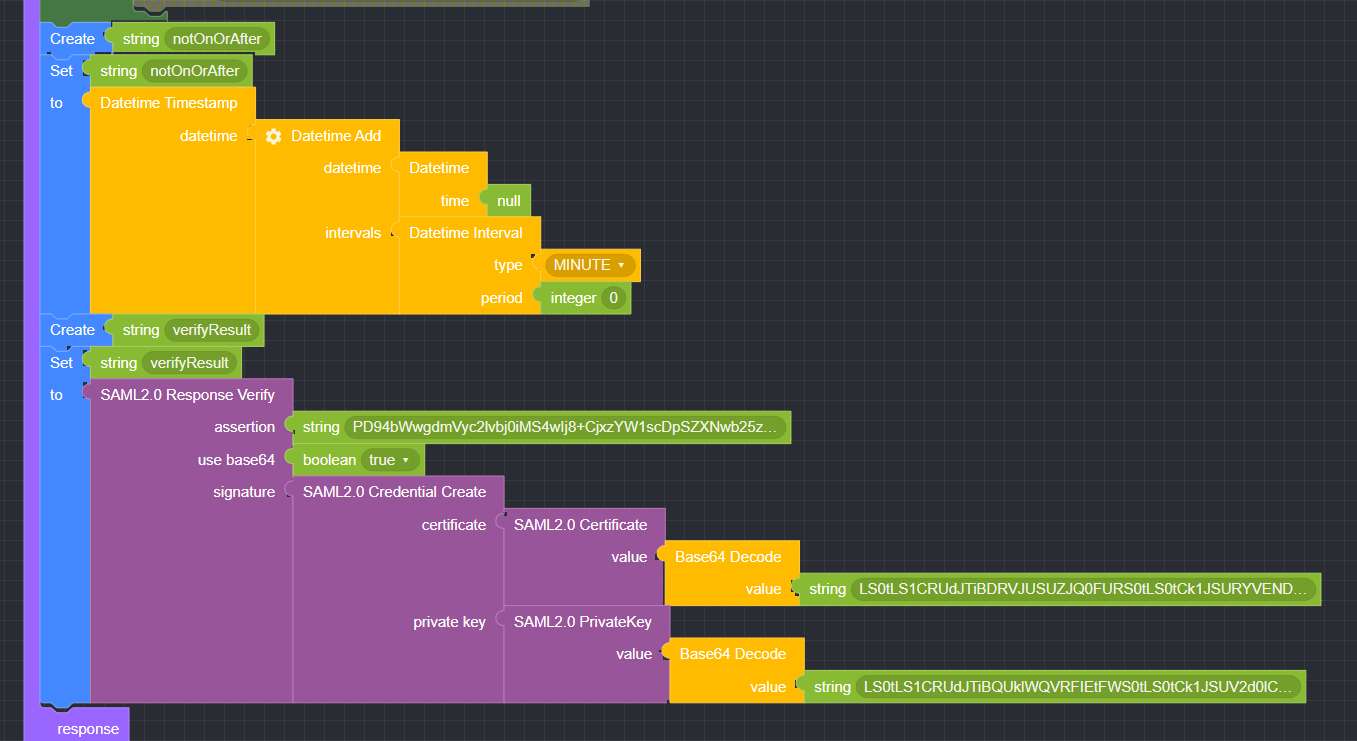 Create string notOnOrAfter
Set string notOnOrAfter
to Datetime Timestamp
datetime Datetime Add
datetime Datetime
time null
intervals Datetime Interval
type MINUTE
period integer 0
Create string verifyResult
Set string verifyResult
to SAML2.0 Response Verify
assertion string PD94bWwgdmVyc2lvbj0iMS4wIj8+CjxzYW1scDpSZXNwb25z...
use base64 boolean true
signature SAML2.0 Credential Create
certificate SAML2.0 Certificate
value Base64 Decode
value string LS0tLS1CRUdJTiBDRVJUSUZJQ0FURS0tLS0tCk1JSURYVEND...
private key SAML2.0 PrivateKey
value Base64 Decode
value string LS0tLS1CRUdJTiBQUklWQVRFIEtFWS0tLS0tCk1JSUV2d0lC...
response